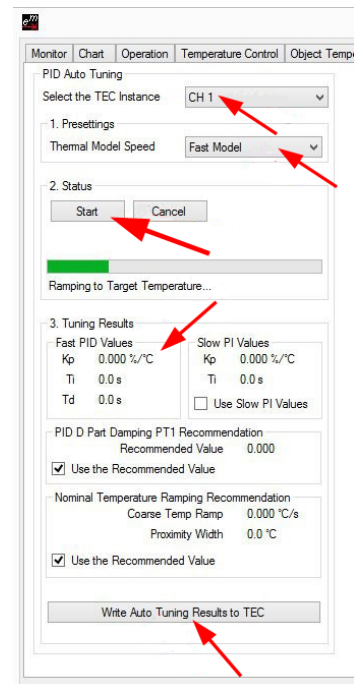 em
Monitor Chart Operation Temperature Control Object Tempe
PID Auto Tuning
Select the TEC Instance CH 1
1. Presettings
Thermal Model Speed Fast Model
2. Status
Start Cancel
Ramping to Target Temperature...
3. Tuning Results
Fast PID Values Slow PI Values
Kp 0.000 %/°C Kp 0.000 %/°C
Ti 0.0 s Ti 0.0 s
Td 0.0 s Use Slow PI Values
PID D Part Damping PT1 Recommendation
Recommended Value 0.000
Use the Recommended Value
Nominal Temperature Ramping Recommendation
Coarse Temp Ramp 0.000 °C/s
Proximity Width 0.0 °C
Use the Recommended Value
Write Auto Tuning Results to TEC